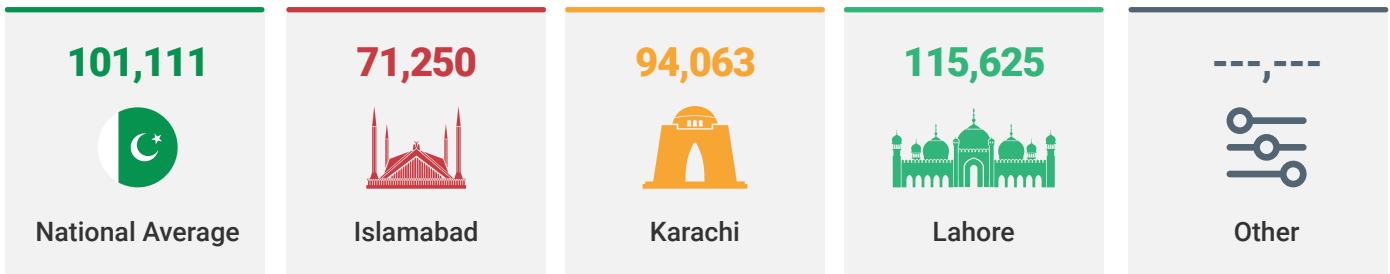 101,111
National Average
71,250
Islamabad
94,063
Karachi
115,625
Lahore
---,---
Other